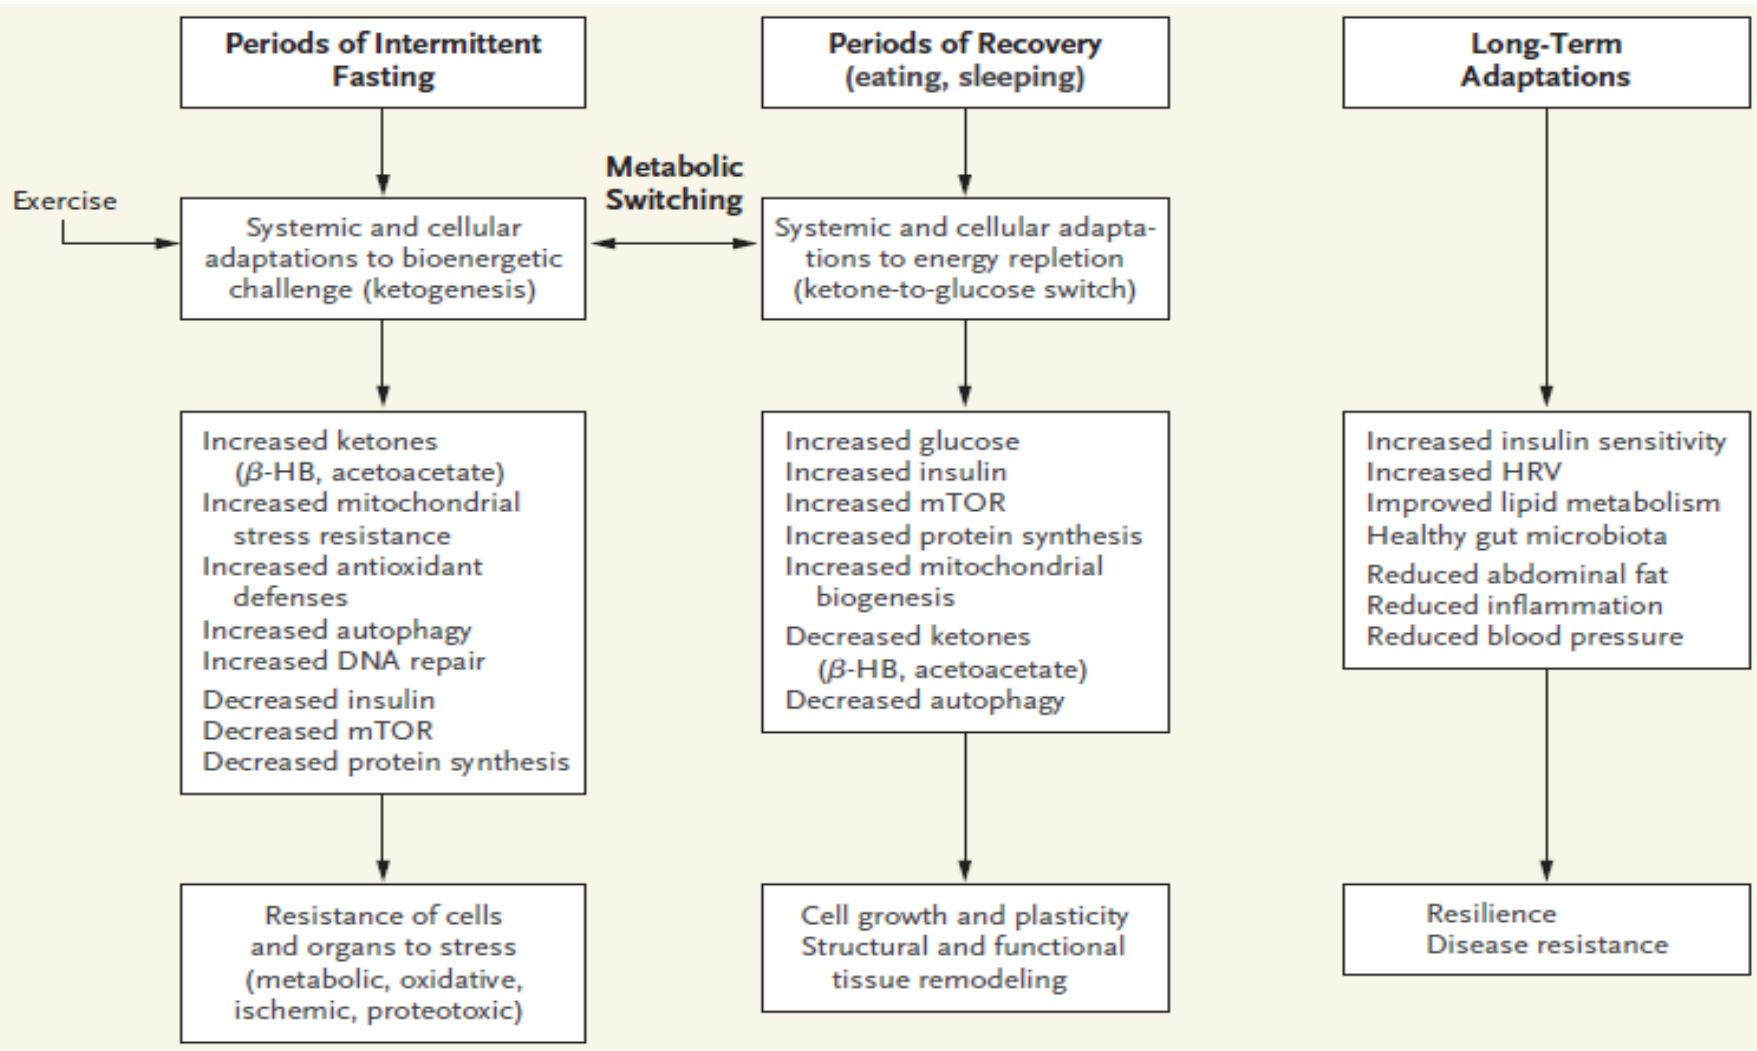 Periods of Intermittent
Fasting
Exercise
Systemic and cellular
adaptations to bioenergetic
challenge (ketogenesis)
Increased ketones
(β-HB, acetoacetate)
Increased mitochondrial
stress resistance
Increased antioxidant
defenses
Increased autophagy
Increased DNA repair
Decreased insulin
Decreased mTOR
Decreased protein synthesis
Resistance of cells
and organs to stress
(metabolic, oxidative,
ischemic, proteotoxic)
Metabolic
Switching
Periods of Recovery
(eating, sleeping)
Systemic and cellular adapta-
tions to energy repletion
(ketone-to-glucose switch)
Increased glucose
Increased insulin
Increased mTOR
Increased protein synthesis
Increased mitochondrial
biogenesis
Decreased ketones
(β-HB, acetoacetate)
Decreased autophagy
Cell growth and plasticity
Structural and functional
tissue remodeling
Long-Term
Adaptations
Increased insulin sensitivity
Increased HRV
Improved lipid metabolism
Healthy gut microbiota
Reduced abdominal fat
Reduced inflammation
Reduced blood pressure
Resilience
Disease resistance